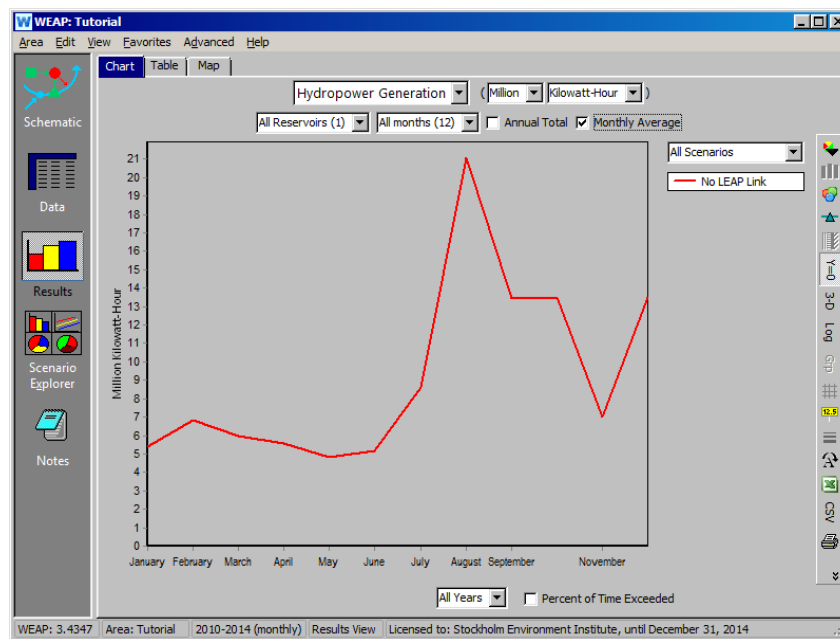 WEAP: Tutorial
Area Edit View Favorites Advanced Help
Chart Table Map
Hydropower Generation ( Million Kilowatt-Hour )
All Reservoirs (1) All months (12) Annual Total Monthly Average
Schematic
Data
Results
Scenario
Explorer
Notes
All Scenarios
No LEAP Link
Million Kilowatt-Hour
21
20
19
18
17
16
15
14
13
12
11
10
9
8
7
6
5
4
3
2
1
0
January February March April May June July August September November
All Years Percent of Time Exceeded
Y=0
3-D
Log
Grp
12.5
A
CSV
WEAP: 3.4347 Area: Tutorial 2010-2014 (monthly) Results View Licensed to: Stockholm Environment Institute, until December 31, 2014